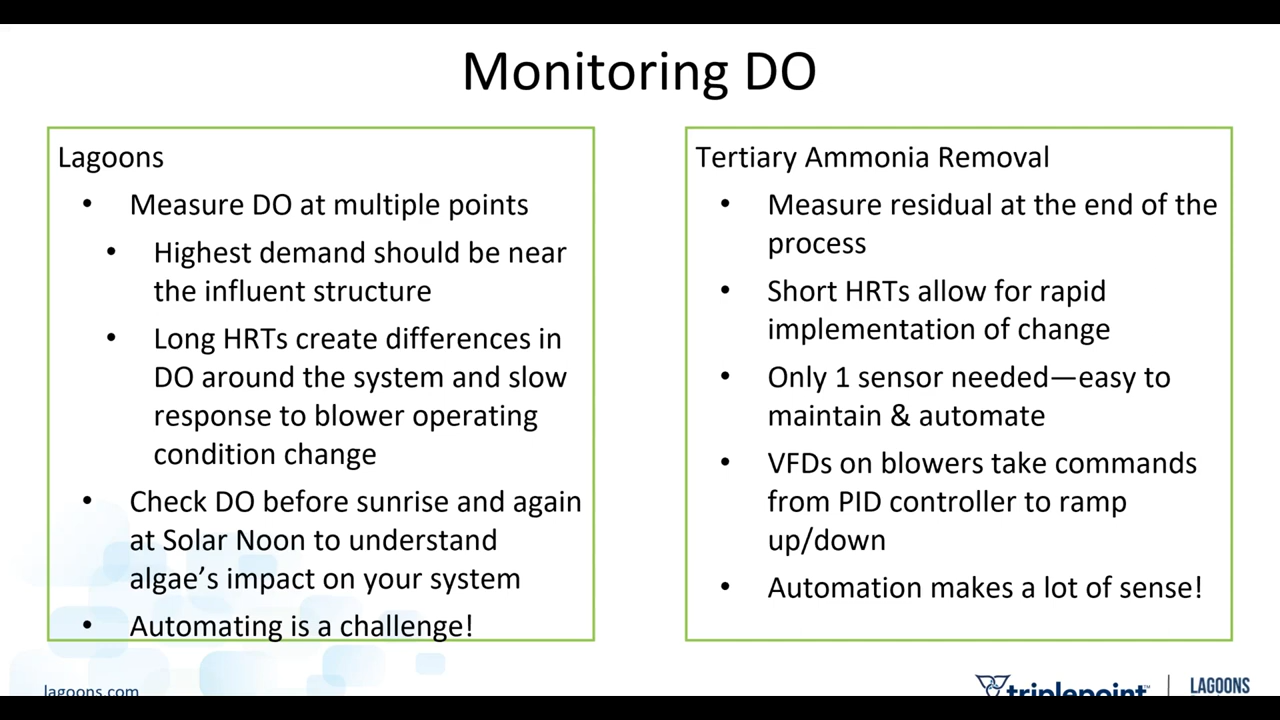 Monitoring DO
Lagoons
• Measure DO at multiple points
• Highest demand should be near
the influent structure
• Long HRTs create differences in
DO around the system and slow
response to blower operating
condition change
• Check DO before sunrise and again
at Solar Noon to understand
algae's impact on your system
• Automating is a challenge!
Tertiary Ammonia Removal
• Measure residual at the end of the
process
• Short HRTs allow for rapid
implementation of change
• Only 1 sensor needed—easy to
maintain & automate
• VFDs on blowers take commands
from PID controller to ramp
up/down
• Automation makes a lot of sense!
lagoons.com
triplepoint™ | LAGOONS